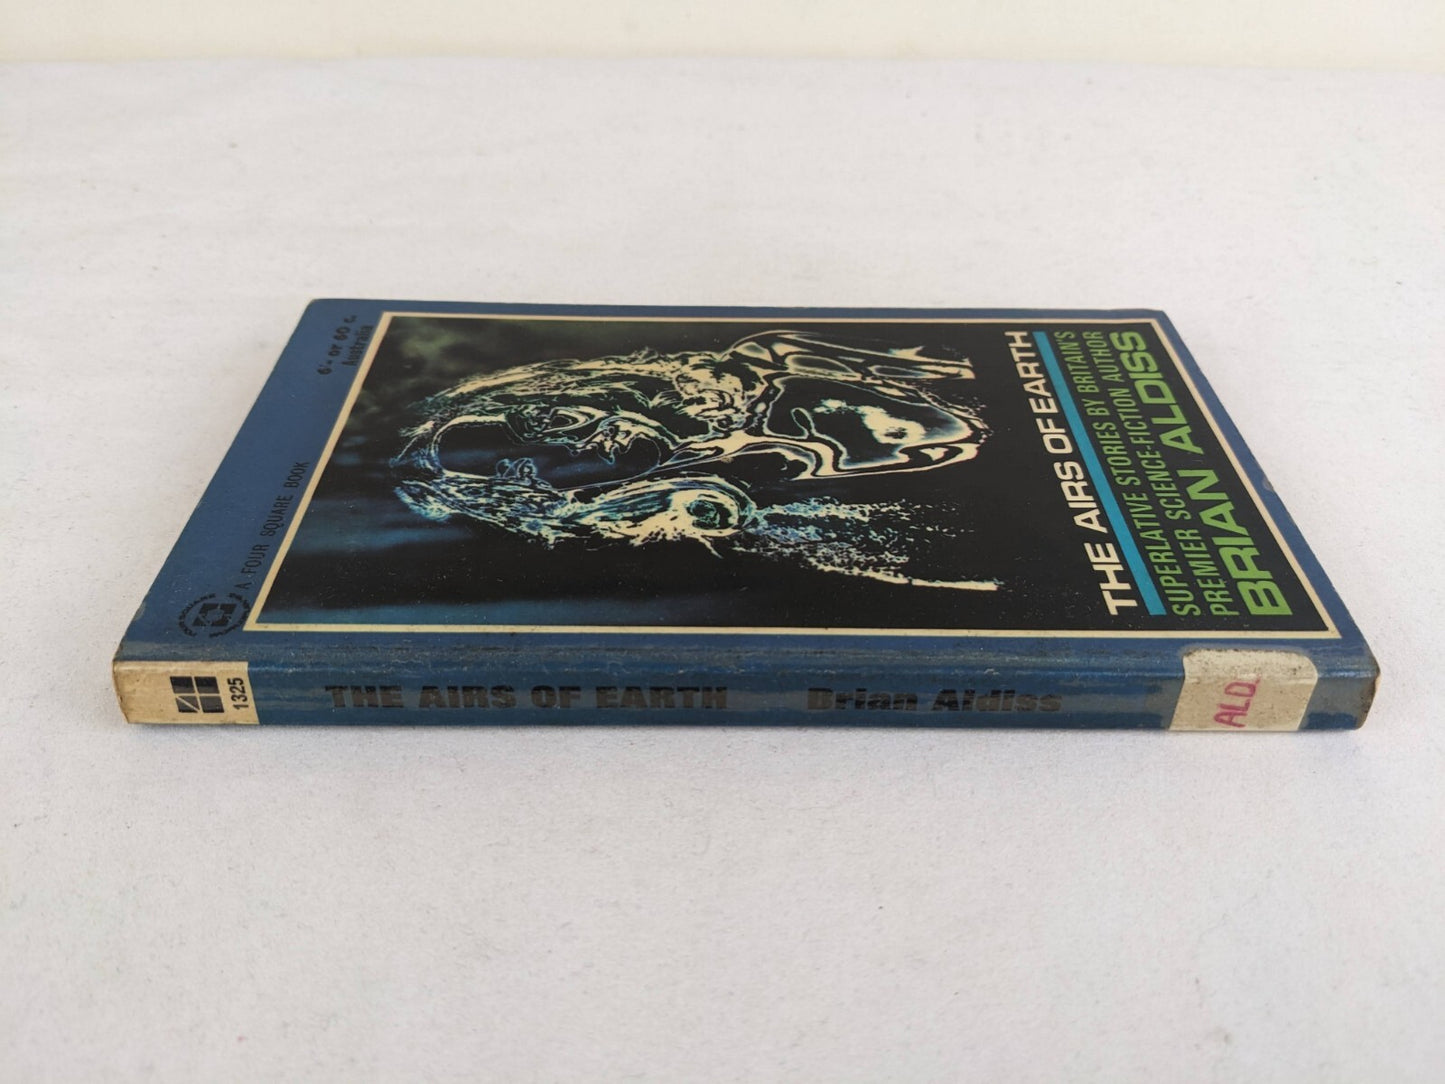 6/- or 60 c.
Australia
A FOUR SQUARE BOOK
THE AIRS OF EARTH
SUPERLATIVE STORIES BY BRITAIN'S
PREMIER SCIENCE-FICTION AUTHOR
BRIAN ALDISS
1325
THE AIRS OF EARTH Brian Aldiss
ALD